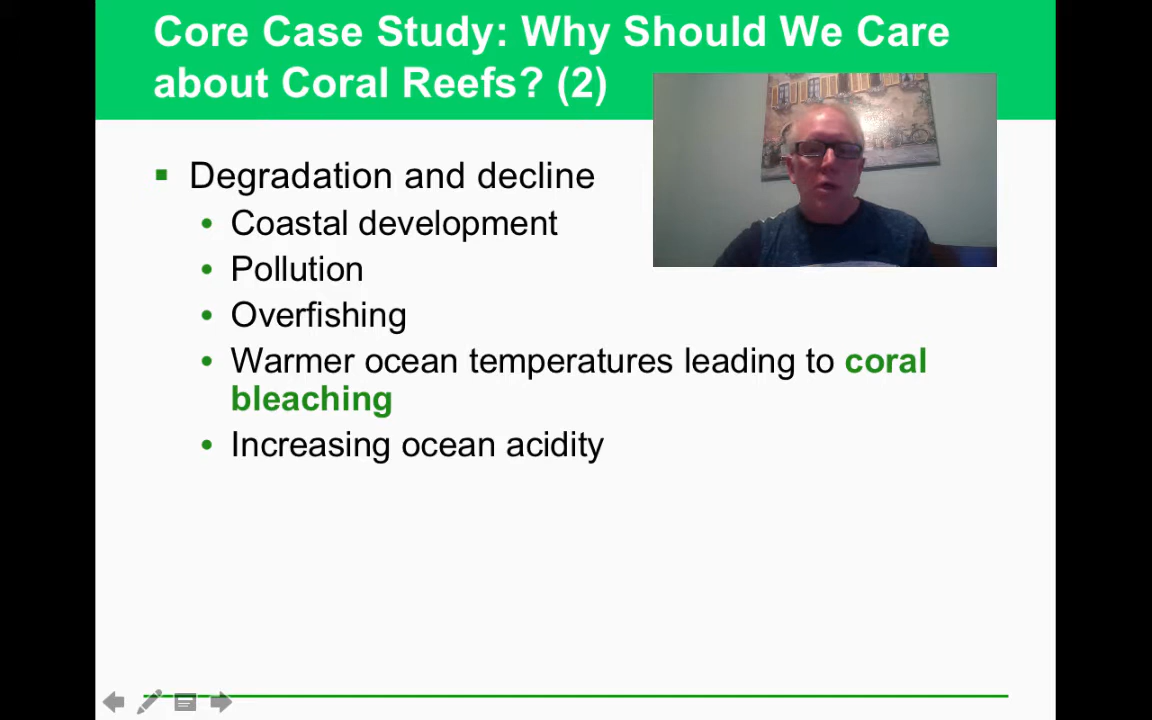 Core Case Study: Why Should We Care
about Coral Reefs? (2)
Degradation and decline
Coastal development
Pollution
Overfishing
Warmer ocean temperatures leading to coral
bleaching
Increasing ocean acidity